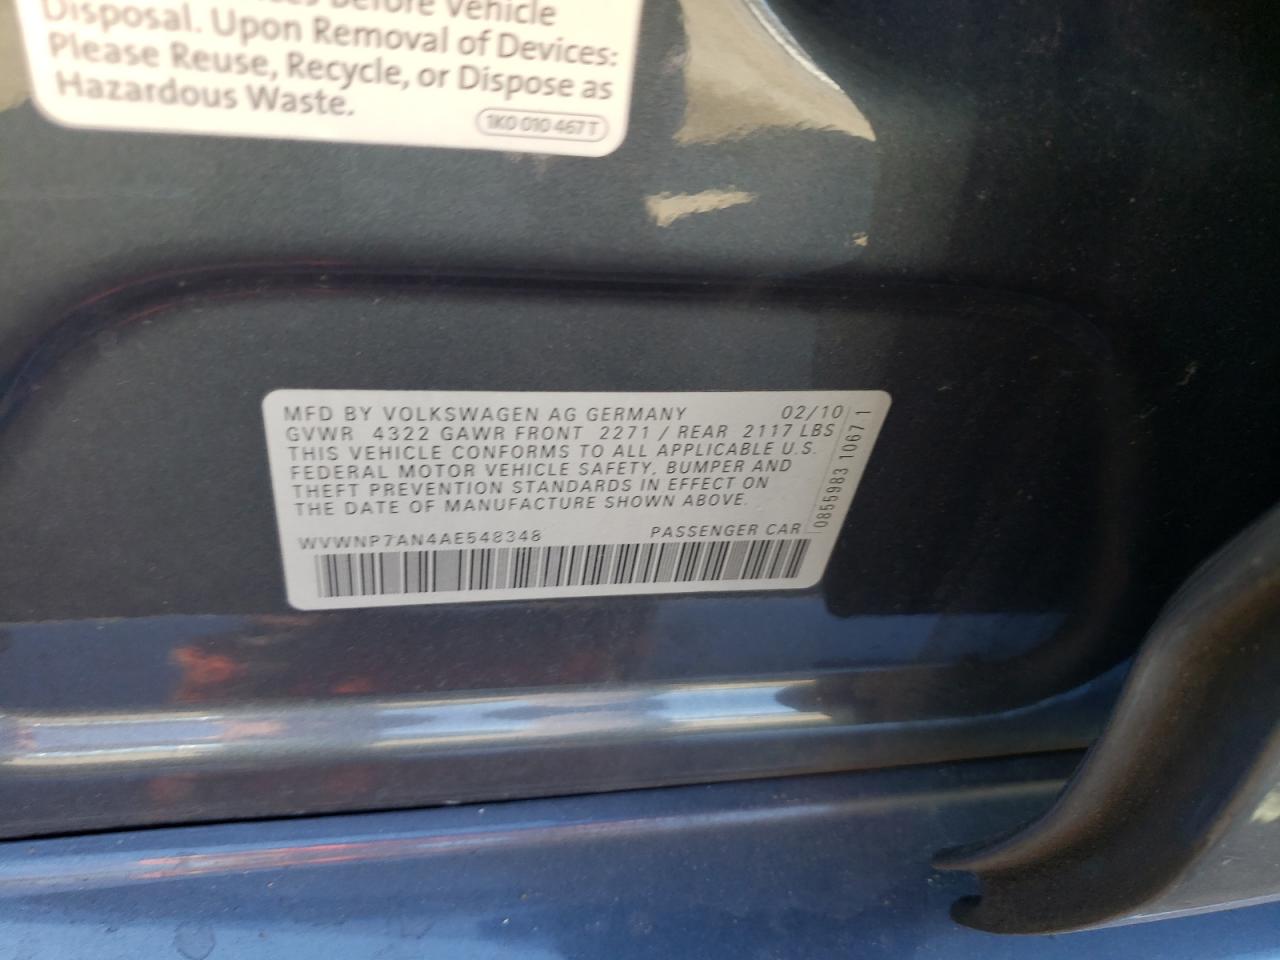 Before Vehicle
Disposal. Upon Removal of Devices:
Please Reuse, Recycle, or Dispose as
Hazardous Waste.
1K0 010 467 T
MFD BY VOLKSWAGEN AG GERMANY 02/10
GVWR 4322 GAWR FRONT 2271 / REAR 2117 LBS
THIS VEHICLE CONFORMS TO ALL APPLICABLE U.S.
FEDERAL MOTOR VEHICLE SAFETY, BUMPER AND
THEFT PREVENTION STANDARDS IN EFFECT ON
THE DATE OF MANUFACTURE SHOWN ABOVE.
WVWNP7AN4AE548348 PASSENGER CAR
0855983 1067 1